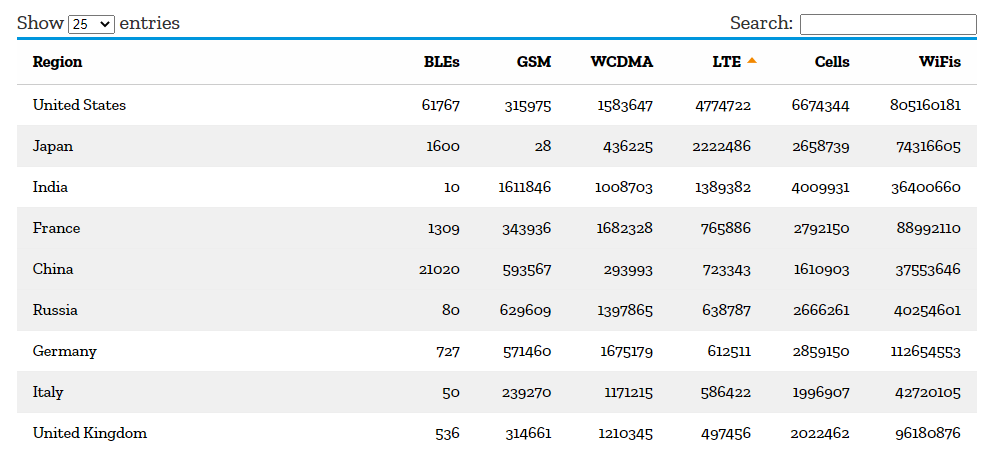 Show 25 entries Search:
Region BLEs GSM WCDMA LTE Cells WiFis
United States 61767 315975 1583647 4774722 6674344 805160181
Japan 1600 28 436225 2222486 2658739 74316605
India 10 1611846 1008703 1389382 4009931 36400660
France 1309 343936 1682328 765886 2792150 88992110
China 21020 593567 293993 723343 1610903 37553646
Russia 80 629609 1397865 638787 2666261 40254601
Germany 727 571460 1675179 612511 2859150 112654553
Italy 50 239270 1171215 586422 1996907 42720105
United Kingdom 536 314661 1210345 497456 2022462 96180876